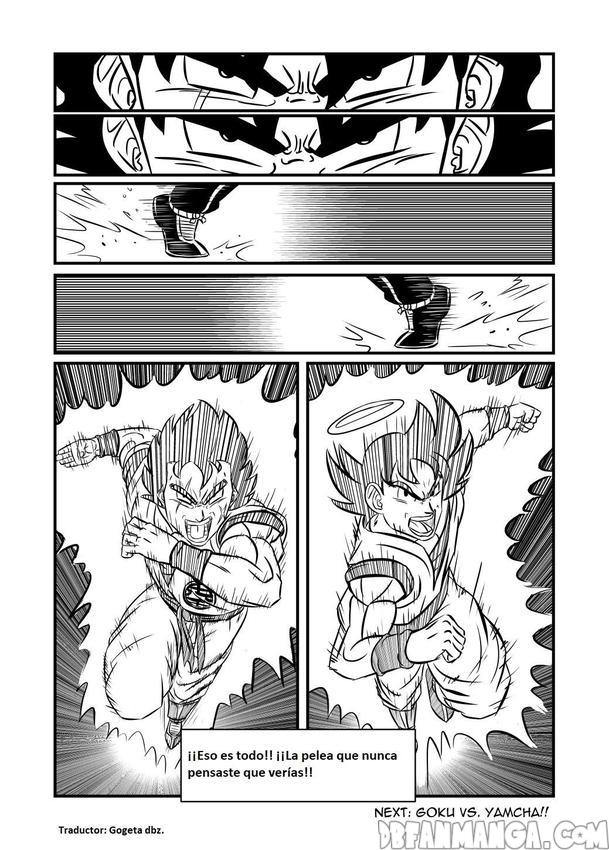 ¡¡Eso es todo!! ¡¡La pelea que nunca
pensaste que verías!!
NEXT: GOKU VS. YAMCHA!!
Traductor: Gogeta dbz.
DBFANMANGA.COM